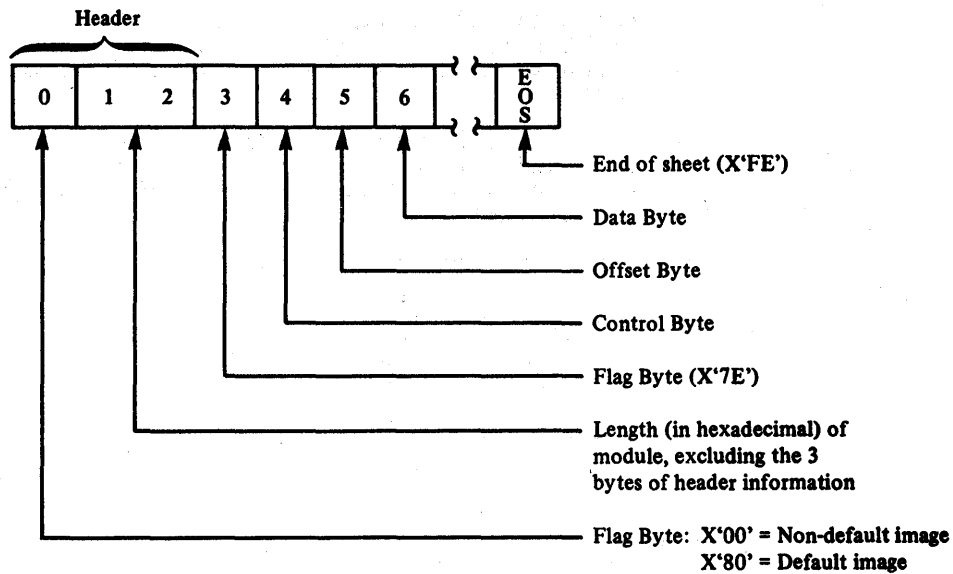 Header
0 1 2 3 4 5 6 EOS
End of sheet (X‘FE’)
Data Byte
Offset Byte
Control Byte
Flag Byte (X‘7E’)
Length (in hexadecimal) of
module, excluding the 3
bytes of header information
Flag Byte: X‘00’ = Non-default image
X‘80’ = Default image